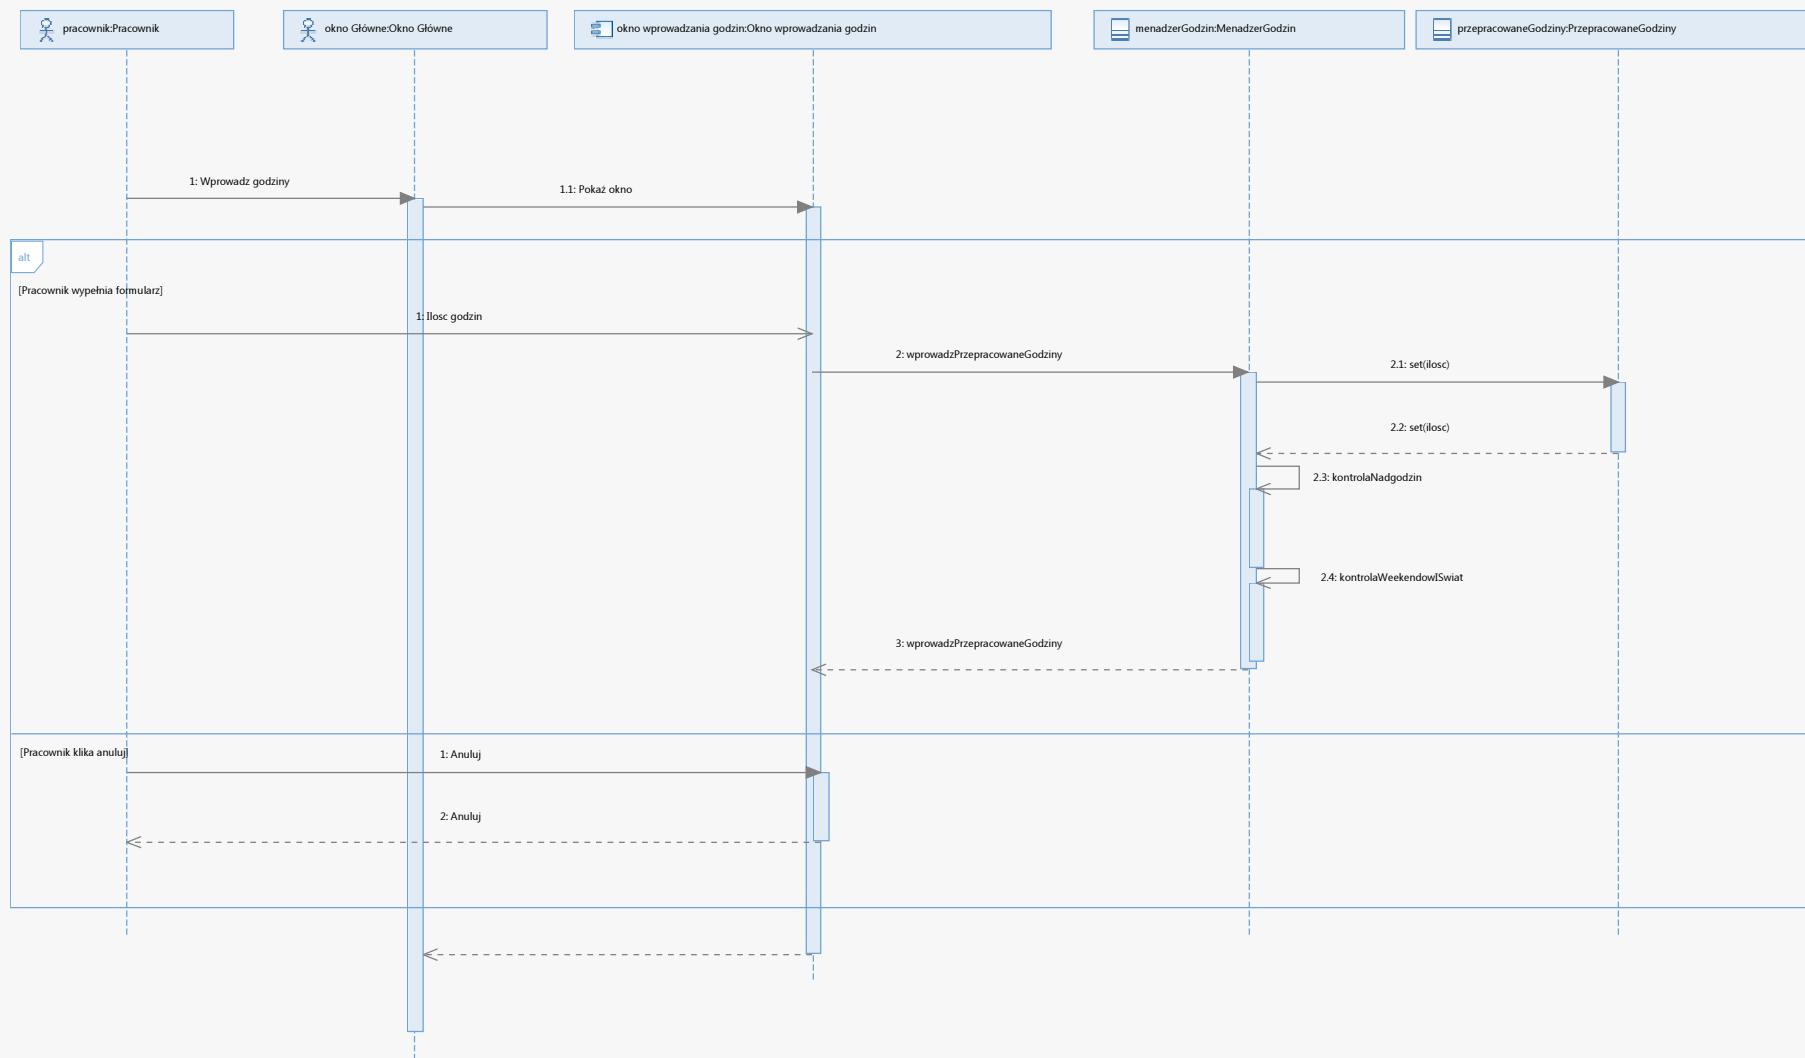 pracownik:Pracownik
okno Główne:Okno Główne
okno wprowadzania godzin:Okno wprowadzania godzin
menadzerGodzin:MenadzerGodzin
przepracowaneGodziny:PrzepracowaneGodziny
1: Wprowadz godziny
1.1: Pokaż okno
alt
[Pracownik wypełnia formularz]
1: Ilosc godzin
2: wprowadzPrzepracowaneGodziny
2.1: set(ilosc)
2.2: set(ilosc)
2.3: kontrolaNadgodzin
2.4: kontrolaWeekendowISwiat
3: wprowadzPrzepracowaneGodziny
[Pracownik klika anuluj]
1: Anuluj
2: Anuluj